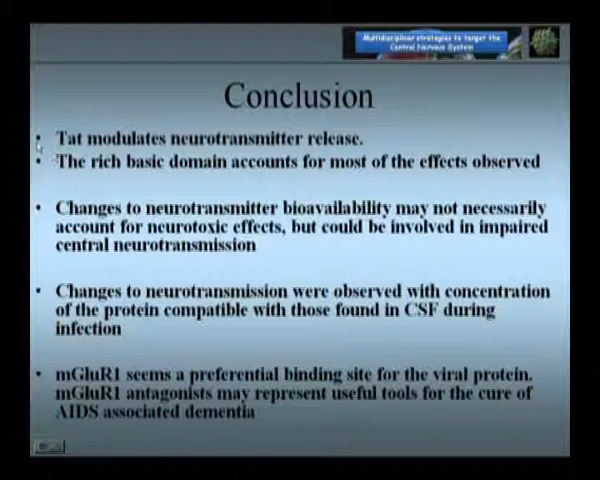 Multidisciplinar strategies to target the
Central Nervous System
Conclusion
• Tat modulates neurotransmitter release.
• The rich basic domain accounts for most of the effects observed
• Changes to neurotransmitter bioavailability may not necessarily
account for neurotoxic effects, but could be involved in impaired
central neurotransmission
• Changes to neurotransmission were observed with concentration
of the protein compatible with those found in CSF during
infection
• mGluR1 seems a preferential binding site for the viral protein.
mGluR1 antagonists may represent useful tools for the cure of
AIDS associated dementia